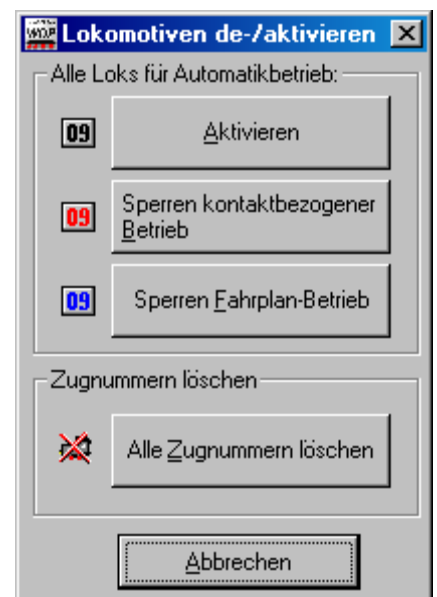 Lokomotiven de-/aktivieren
Alle Loks für Automatikbetrieb:
09
Aktivieren
09
Sperren kontaktbezogener
Betrieb
09
Sperren Fahrplan-Betrieb
Zugnummern löschen
Alle Zugnummern löschen
Abbrechen